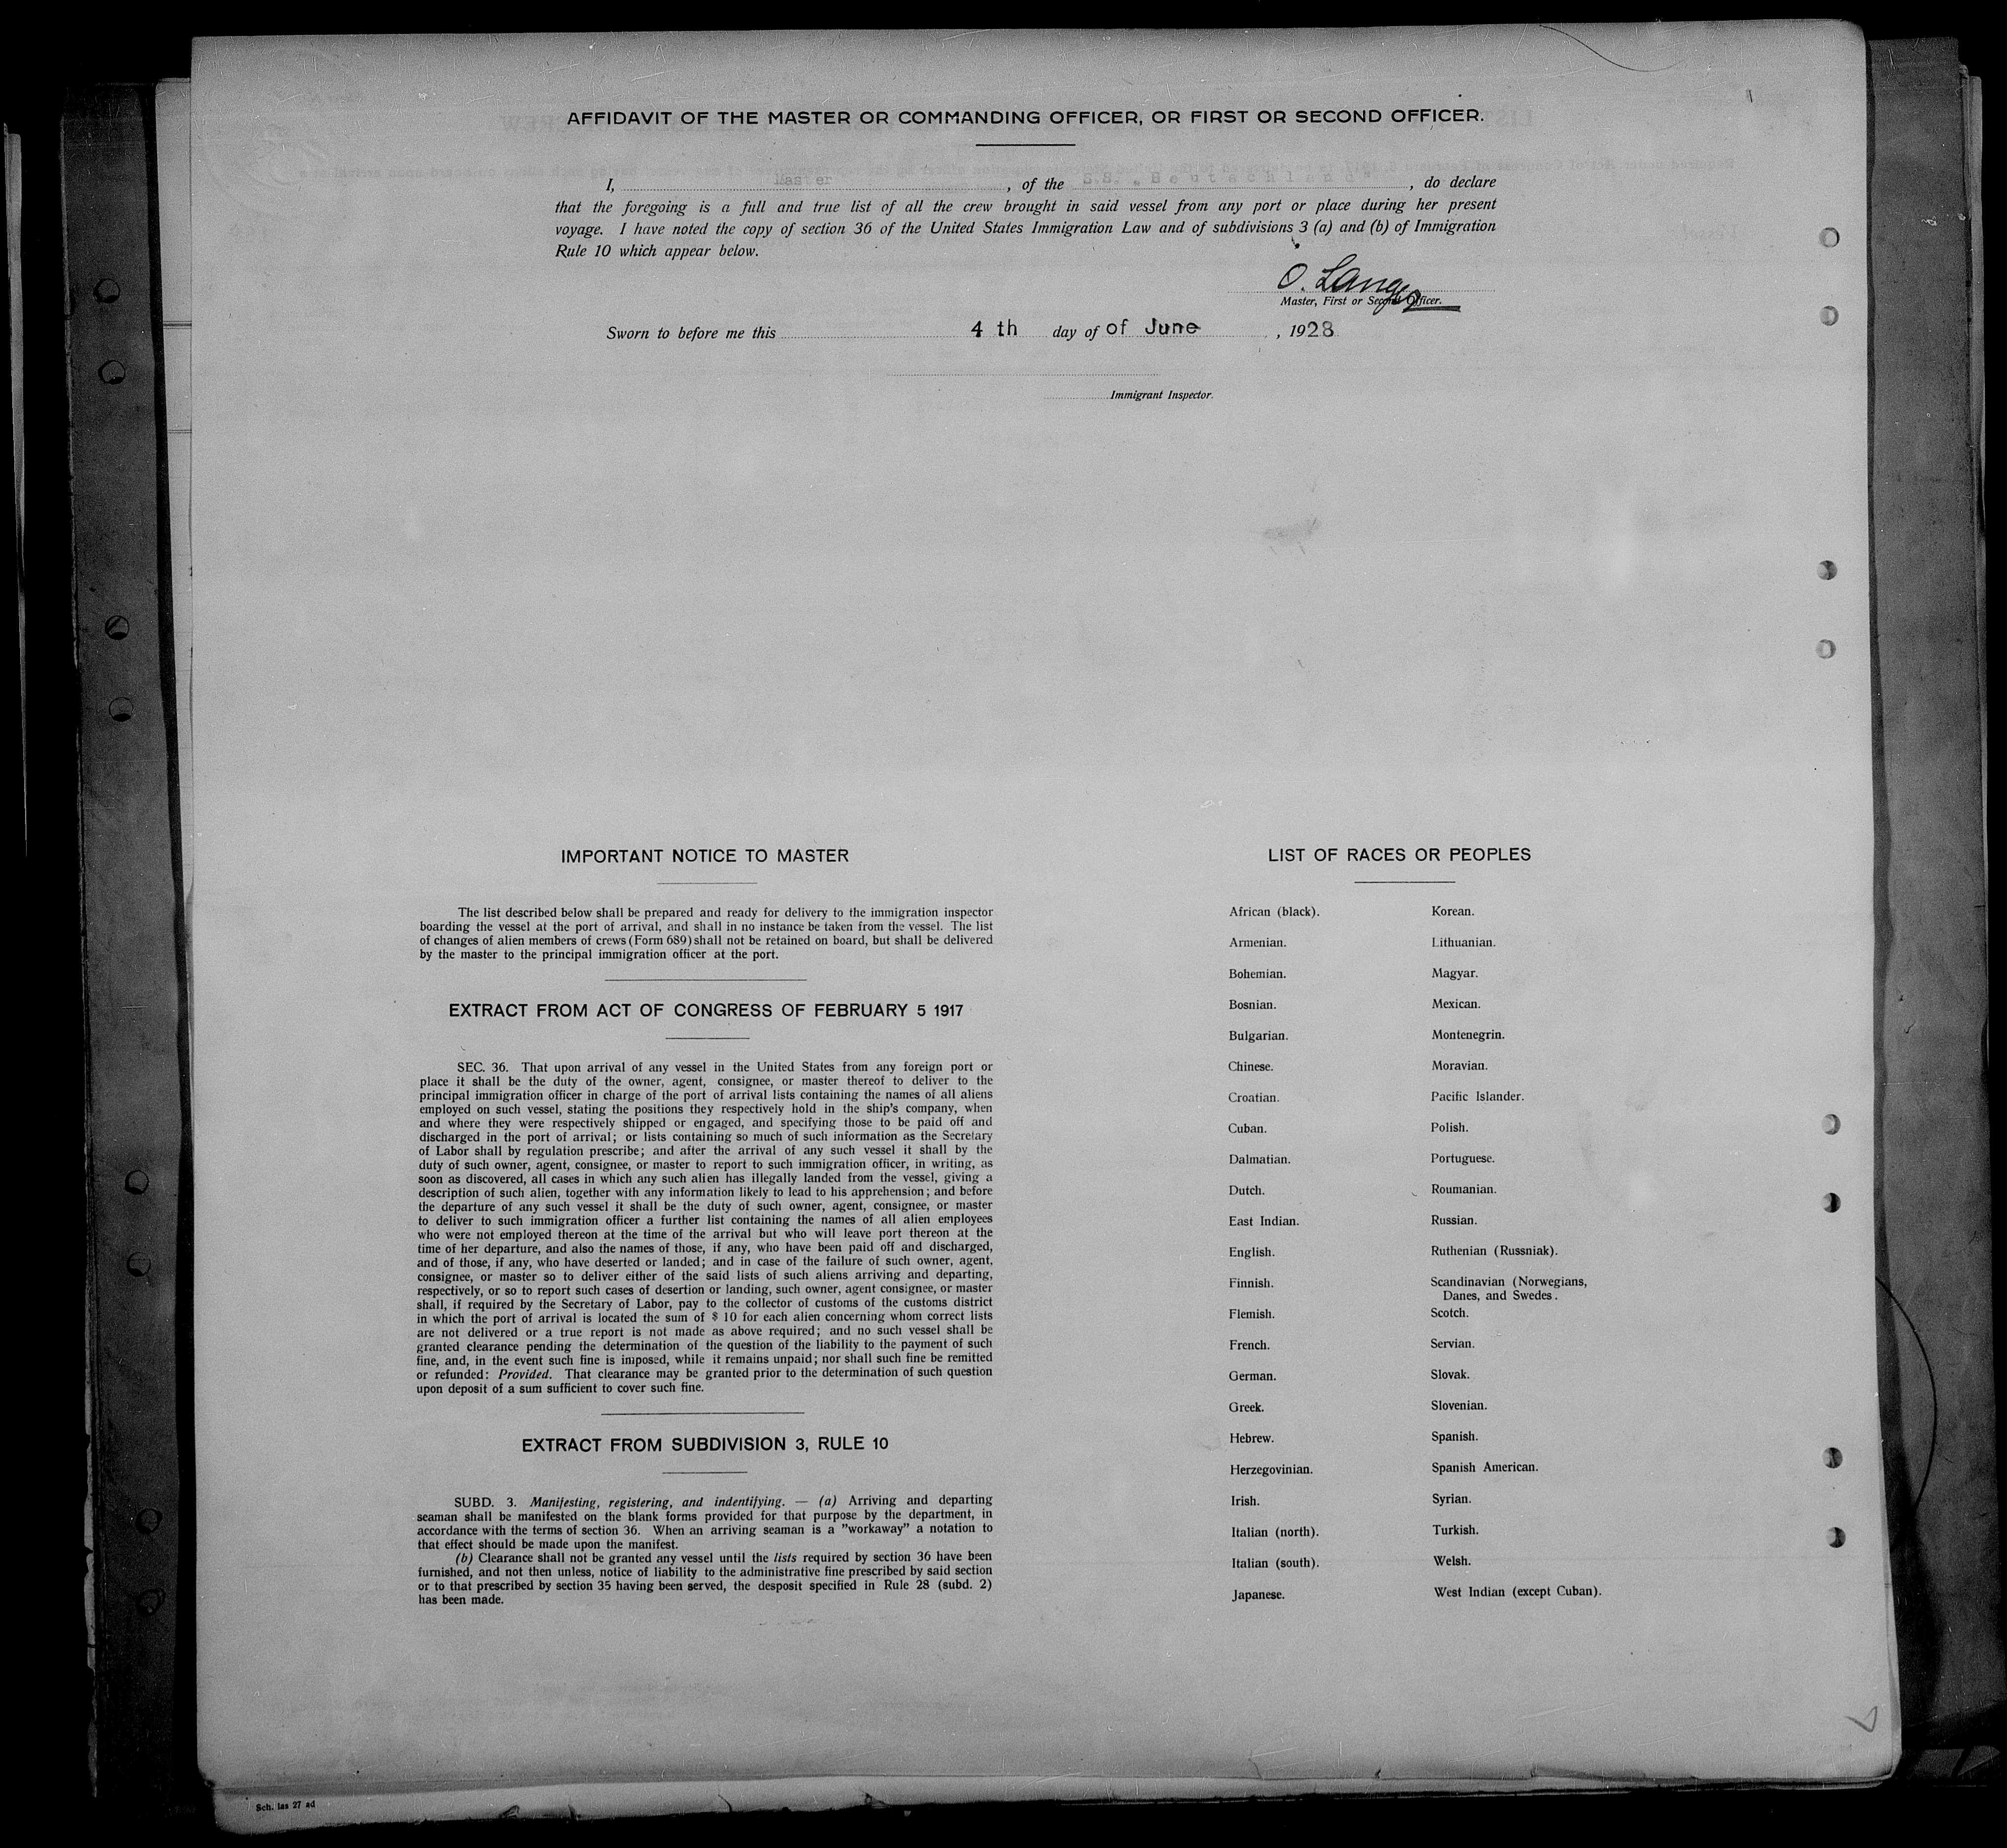 AFFIDAVIT OF THE MASTER OR COMMANDING OFFICER, OR FIRST OR SECOND OFFICER.
I, Master, of the S.S. „Deutschland", do declare
that the foregoing is a full and true list of all the crew brought in said vessel from any port or place during her present
voyage. I have noted the copy of section 36 of the United States Immigration Law and of subdivisions 3 (a) and (b) of Immigration
Rule 10 which appear below.
O. Lange
Master, First or Second Officer.
Sworn to before me this 4 th day of of June, 1928
Immigrant Inspector.
IMPORTANT NOTICE TO MASTER
The list described below shall be prepared and ready for delivery to the immigration inspector
boarding the vessel at the port of arrival, and shall in no instance be taken from the vessel. The list
of changes of alien members of crews (Form 689) shall not be retained on board, but shall be delivered
by the master to the principal immigration officer at the port.
EXTRACT FROM ACT OF CONGRESS OF FEBRUARY 5 1917
SEC. 36. That upon arrival of any vessel in the United States from any foreign port or
place it shall be the duty of the owner, agent, consignee, or master thereof to deliver to the
principal immigration officer in charge of the port of arrival lists containing the names of all aliens
employed on such vessel, stating the positions they respectively hold in the ship's company, when
and where they were respectively shipped or engaged, and specifying those to be paid off and
discharged in the port of arrival; or lists containing so much of such information as the Secretary
of Labor shall by regulation prescribe; and after the arrival of any such vessel it shall by the
duty of such owner, agent, consignee, or master to report to such immigration officer, in writing, as
soon as discovered, all cases in which any such alien has illegally landed from the vessel, giving a
description of such alien, together with any information likely to lead to his apprehension; and before
the departure of any such vessel it shall be the duty of such owner, agent, consignee, or master
to deliver to such immigration officer a further list containing the names of all alien employees
who were not employed thereon at the time of the arrival but who will leave port thereon at the
time of her departure, and also the names of those, if any, who have been paid off and discharged,
and of those, if any, who have deserted or landed; and in case of the failure of such owner, agent,
consignee, or master so to deliver either of the said lists of such aliens arriving and departing,
respectively, or so to report such cases of desertion or landing, such owner, agent consignee, or master
shall, if required by the Secretary of Labor, pay to the collector of customs of the customs district
in which the port of arrival is located the sum of $ 10 for each alien concerning whom correct lists
are not delivered or a true report is not made as above required; and no such vessel shall be
granted clearance pending the determination of the question of the liability to the payment of such
fine, and, in the event such fine is imposed, while it remains unpaid; nor shall such fine be remitted
or refunded: Provided. That clearance may be granted prior to the determination of such question
upon deposit of a sum sufficient to cover such fine.
EXTRACT FROM SUBDIVISION 3, RULE 10
SUBD. 3. Manifesting, registering, and indentifying. — (a) Arriving and departing
seaman shall be manifested on the blank forms provided for that purpose by the department, in
accordance with the terms of section 36. When an arriving seaman is a "workaway" a notation to
that effect should be made upon the manifest.
(b) Clearance shall not be granted any vessel until the lists required by section 36 have been
furnished, and not then unless, notice of liability to the administrative fine prescribed by said section
or to that prescribed by section 35 having been served, the desposit specified in Rule 28 (subd. 2)
has been made.
LIST OF RACES OR PEOPLES
African (black).
Armenian.
Bohemian.
Bosnian.
Bulgarian.
Chinese.
Croatian.
Cuban.
Dalmatian.
Dutch.
East Indian.
English.
Finnish.
Flemish.
French.
German.
Greek.
Hebrew.
Herzegovinian.
Irish.
Italian (north).
Italian (south).
Japanese.
Korean.
Lithuanian.
Magyar.
Mexican.
Montenegrin.
Moravian.
Pacific Islander.
Polish.
Portuguese.
Roumanian.
Russian.
Ruthenian (Russniak).
Scandinavian (Norwegians,
Danes, and Swedes.
Scotch.
Servian.
Slovak.
Slovenian.
Spanish.
Spanish American.
Syrian.
Turkish.
Welsh.
West Indian (except Cuban).
Sch. las 27 ad